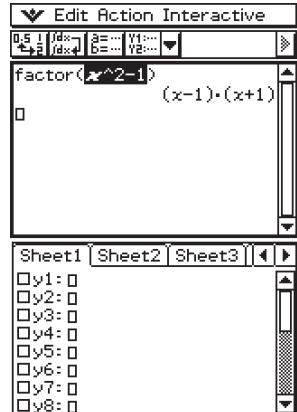 Edit Action Interactive
factor(x^2-1)
(x-1)·(x+1)
Sheet1 Sheet2 Sheet3
y1:
y2:
y3:
y4:
y5:
y6:
y7:
y8: